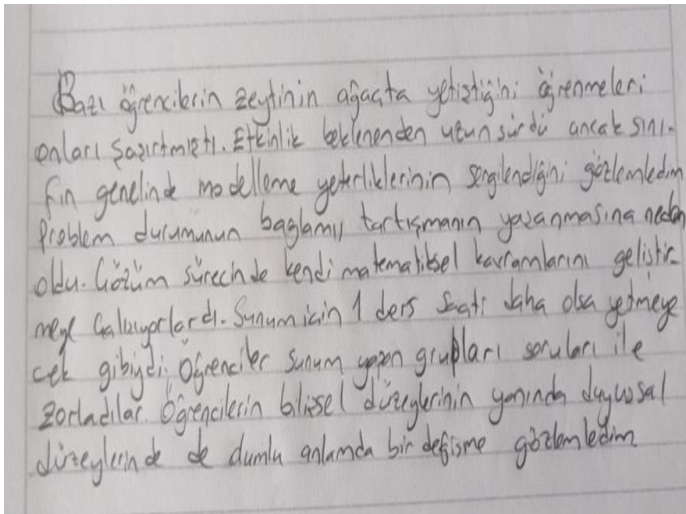 Bazı öğrencilerin zeytinin ağaçta yetiştiğini öğrenmeleri
onları şaşırtmıştı. Etkinlik beklenenden uzun sürdü ancak sını-
fın genelinde modelleme yeterliklerinin sergilendiğini gözlemledim
Problem durumunun bağlamı, tartışmanın yaşanmasına neden
oldu. Çözüm sürecinde kendi matematiksel kavramlarını geliştir-
meye çalışıyorlardı. Sunum için 1 ders saati daha olsa yetmeye
cek gibiydi. Öğrenciler sunum yapan grupları soruları ile
zorladılar. Öğrencilerin bilişsel düzeylerinin yanında duyuşsal
düzeylerinde de dumlu anlamda bir değişme gözlemledim